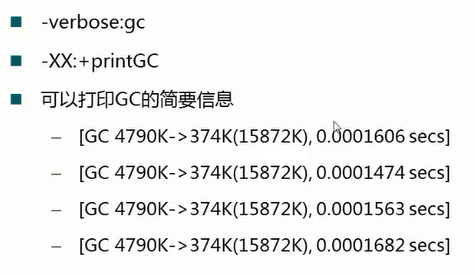 -verbose:gc
-XX:+printGC
可以打印GC的简要信息
– [GC 4790K->374K(15872K), 0.0001606 secs]
– [GC 4790K->374K(15872K), 0.0001474 secs]
– [GC 4790K->374K(15872K), 0.0001563 secs]
– [GC 4790K->374K(15872K), 0.0001682 secs]